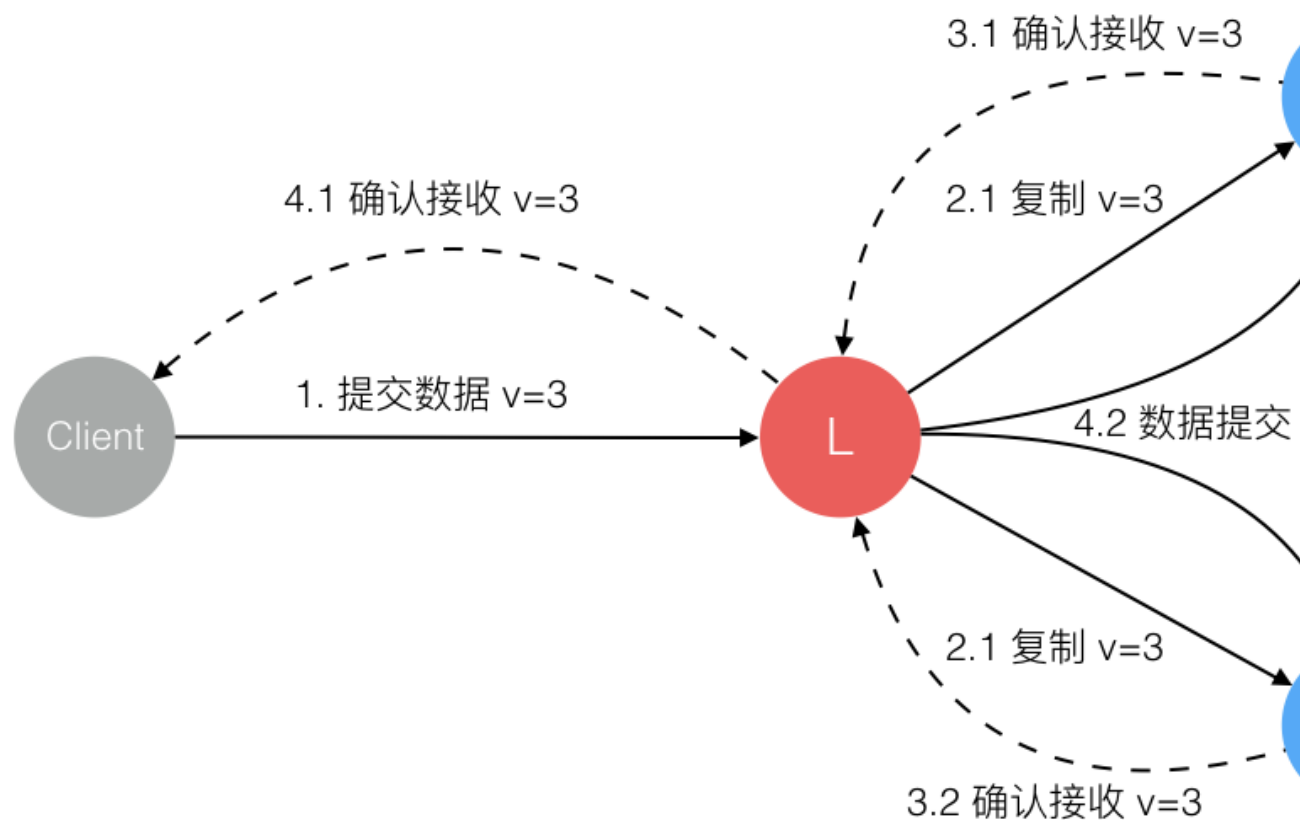 3.1 确认接收 v=3
4.1 确认接收 v=3
2.1 复制 v=3
1. 提交数据 v=3
Client
L
4.2 数据提交
2.1 复制 v=3
3.2 确认接收 v=3